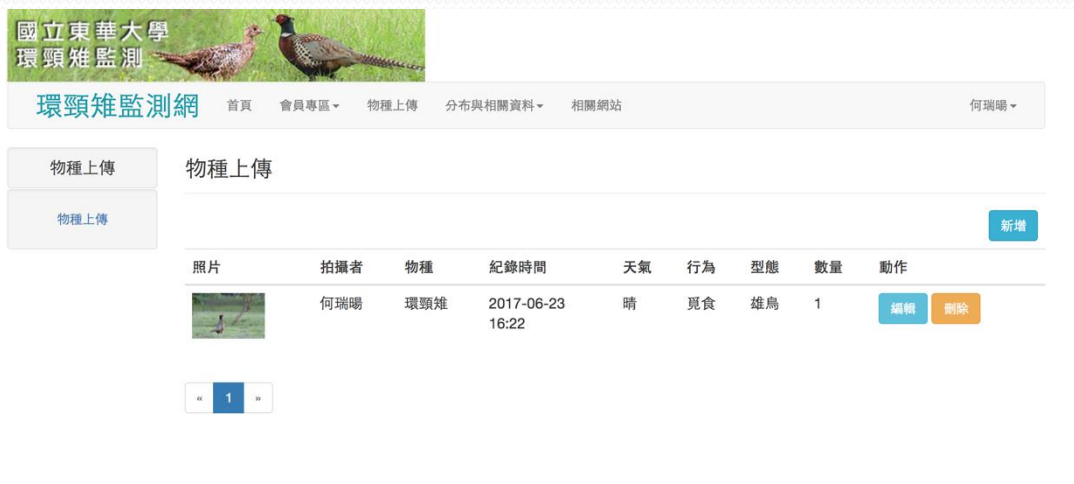 國立東華大學
環頸雉監測
環頸雉監測網 首頁 會員專區 物種上傳 分布與相關資料 相關網站 何瑞暘
物種上傳
物種上傳
物種上傳
新增
照片 拍攝者 物種 紀錄時間 天氣 行為 型態 數量 動作
何瑞暘 環頸雉 2017-06-23 晴 覓食 雄鳥 1 編輯 刪除
16:22
« 1 »